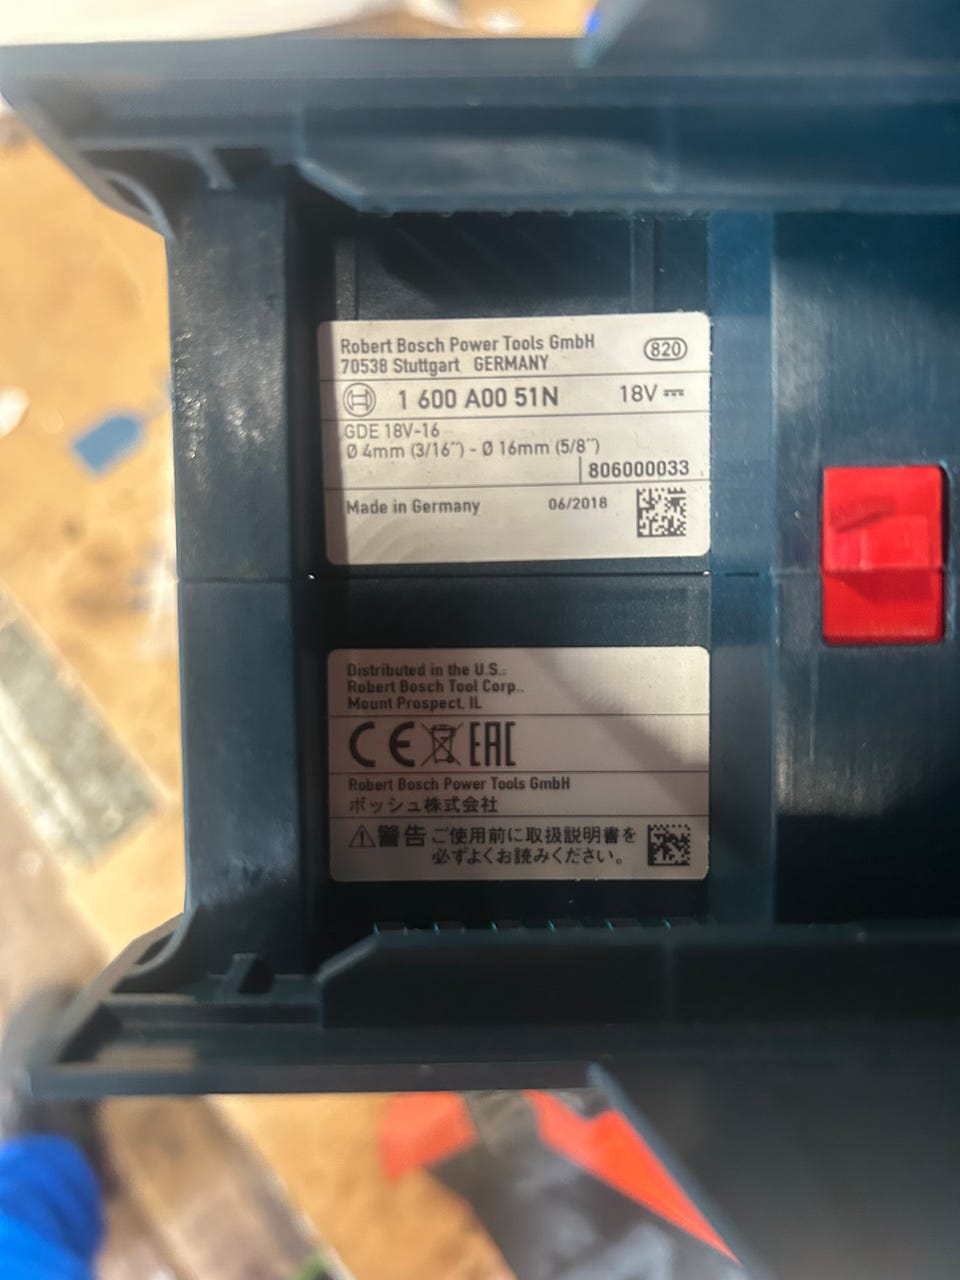 Robert Bosch Power Tools GmbH
70538 Stuttgart GERMANY
820
1 600 A00 51N
18V
GDE 18V-16
Ø 4mm (3/16˝) - Ø 16mm (5/8˝)
806000033
Made in Germany
06/2018
Distributed in the U.S.:
Robert Bosch Tool Corp..
Mount Prospect, IL
CE
EAC
Robert Bosch Power Tools GmbH
ボッシュ株式会社
警告 ご使用前に取扱説明書を
必ずよくお読みください。